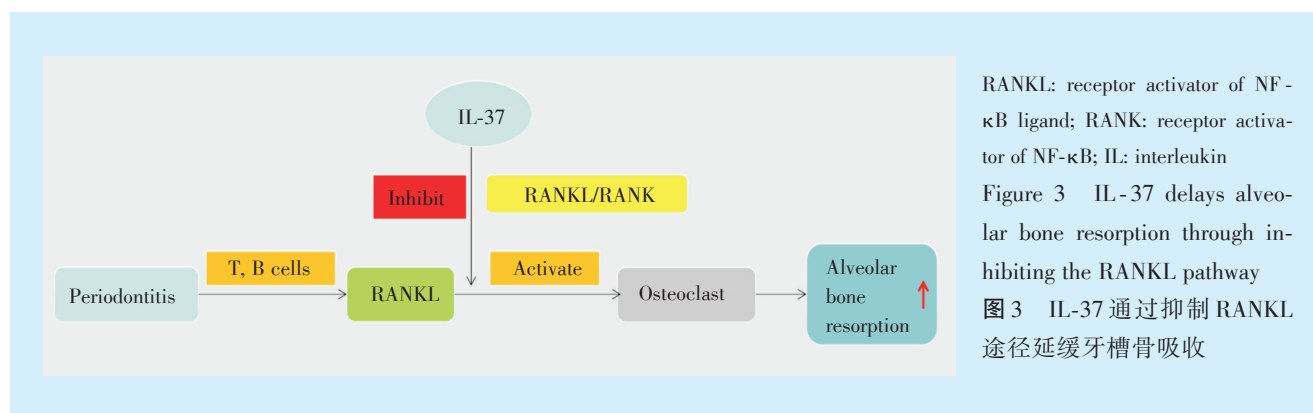 IL-37
Inhibit
RANKL/RANK
Periodontitis
T, B cells
RANKL
Activate
Osteoclast
Alveolar
bone
resorption
RANKL: receptor activator of NF-
κB ligand; RANK: receptor activa-
tor of NF-κB; IL: interleukin
Figure 3 IL-37 delays alveo-
lar bone resorption through in-
hibiting the RANKL pathway
图3 IL-37通过抑制RANKL
途径延缓牙槽骨吸收